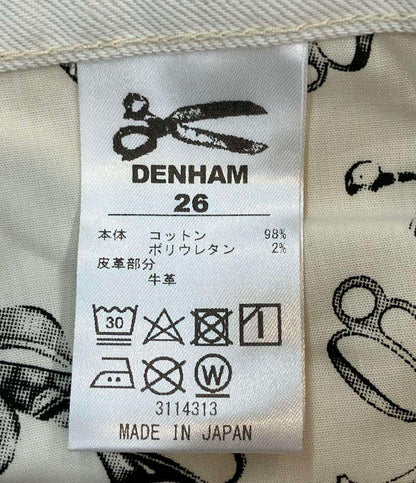 DENHAM
26
本体 コットン 98%
ポリウレタン 2%
皮革部分
牛革
30
W
3114313
MADE IN JAPAN